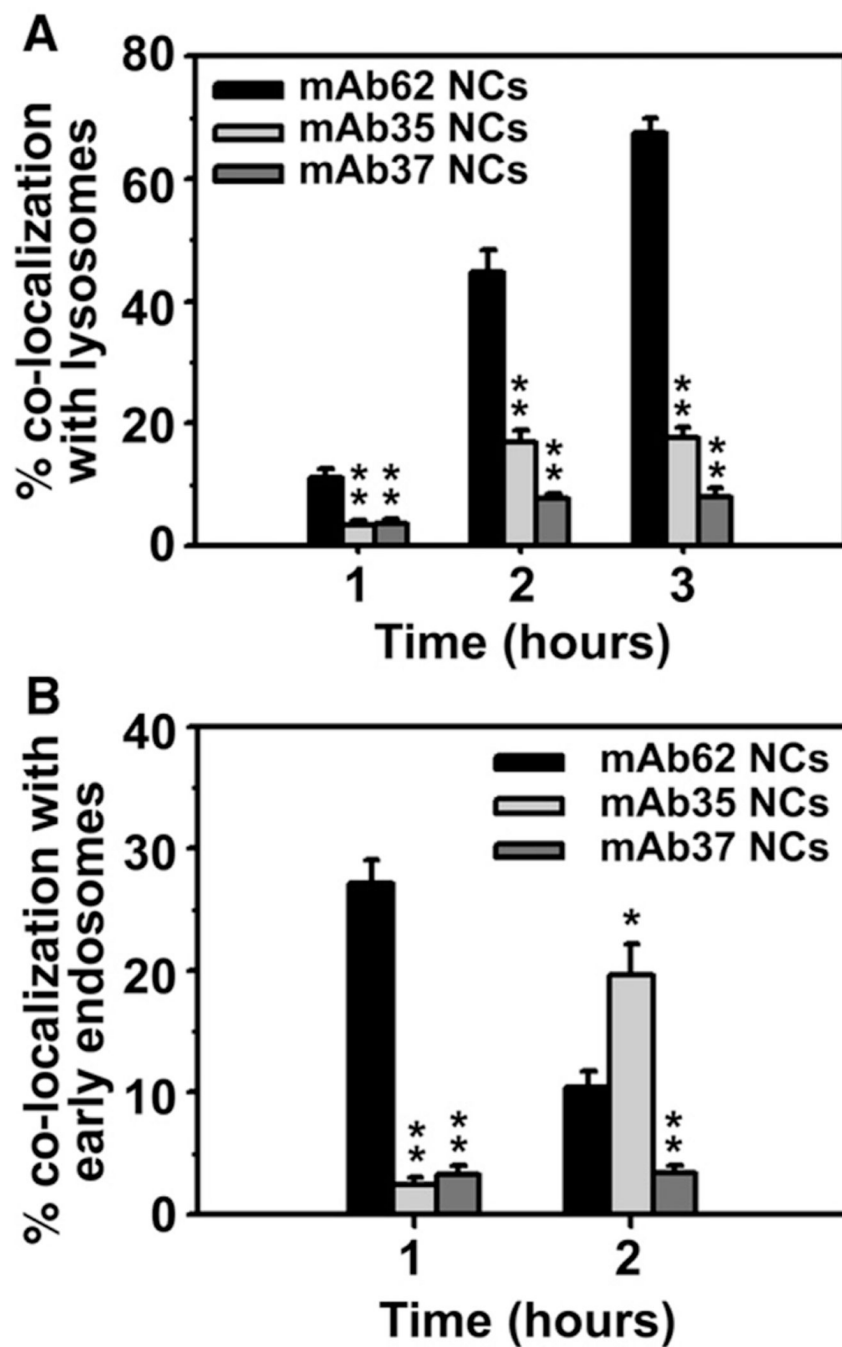 A
80
60
40
20
0
% co-localization
with lysosomes
mAb62 NCs
mAb35 NCs
mAb37 NCs
** ** ** ** ** **
1 2 3
Time (hours)
B
40
30
20
10
0
% co-localization with
early endosomes
mAb62 NCs
mAb35 NCs
mAb37 NCs
** ** * **
1 2
Time (hours)